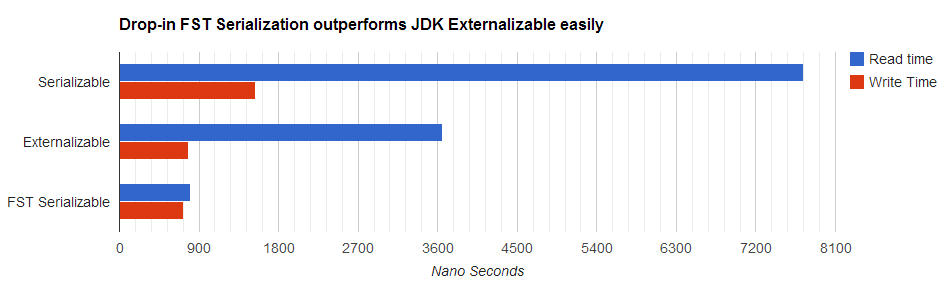 Drop-in FST Serialization outperforms JDK Externalizable easily
Read time
Write Time
Serializable
Externalizable
FST Serializable
0 900 1800 2700 3600 4500 5400 6300 7200 8100
Nano Seconds